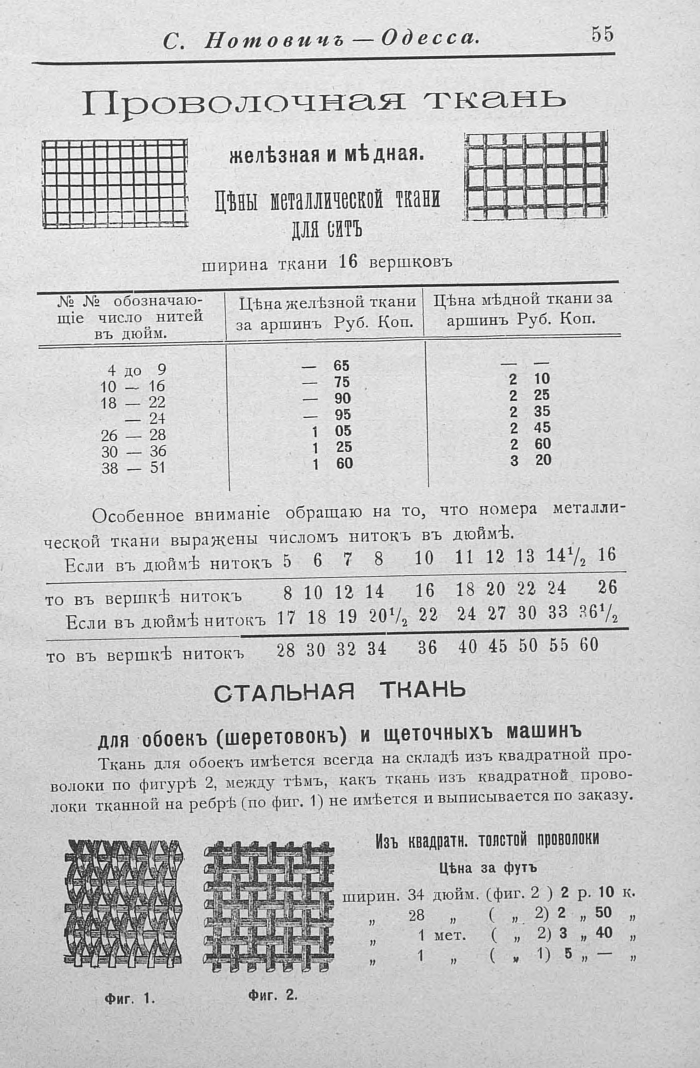 С. Нотовичъ — Одесса. 55
Проволочная ткань
желѣзная и мѣдная.
Цѣны металлической ткани
для ситъ
ширина ткани 16 вершковъ
№ № обозначаю- Цѣна желѣзной ткани Цѣна мѣдной ткани за
щіе число нитей за аршинъ Руб. Коп. аршинъ Руб. Коп.
въ дюйм.
4 до 9 — 65 — —
10 — 16 — 75 2 10
18 — 22 — 90 2 25
— 24 — 95 2 35
26 — 28 1 05 2 45
30 — 36 1 25 2 60
38 — 51 1 60 3 20
Особенное вниманіе обращаю на то, что номера металли-
ческой ткани выражены числомъ нитокъ въ дюймѣ.
Если въ дюймѣ нитокъ 5 6 7 8 10 11 12 13 14½ 16
то въ вершкѣ нитокъ 8 10 12 14 16 18 20 22 24 26
Если въ дюймѣ нитокъ 17 18 19 20½ 22 24 27 30 33 36½
то въ вершкѣ нитокъ 28 30 32 34 36 40 45 50 55 60
СТАЛЬНАЯ ТКАНЬ
для обоекъ (шеретовокъ) и щеточныхъ машинъ
Ткань для обоекъ имѣется всегда на складѣ изъ квадратной про-
волоки по фигурѣ 2, между тѣмъ, какъ ткань изъ квадратной прово-
локи тканной на ребрѣ (по фиг. 1) не имѣется и выписывается по заказу.
Изъ квадратн. толстой проволоки
Цѣна за футъ
ширин. 34 дюйм. (фиг. 2 ) 2 р. 10 к.
„ 28 „ ( „ 2) 2 „ 50 „
„ 1 мет. ( „ 2) 3 „ 40 „
„ 1 „ ( „ 1) 5 „ — „
Фиг. 1. Фиг. 2.